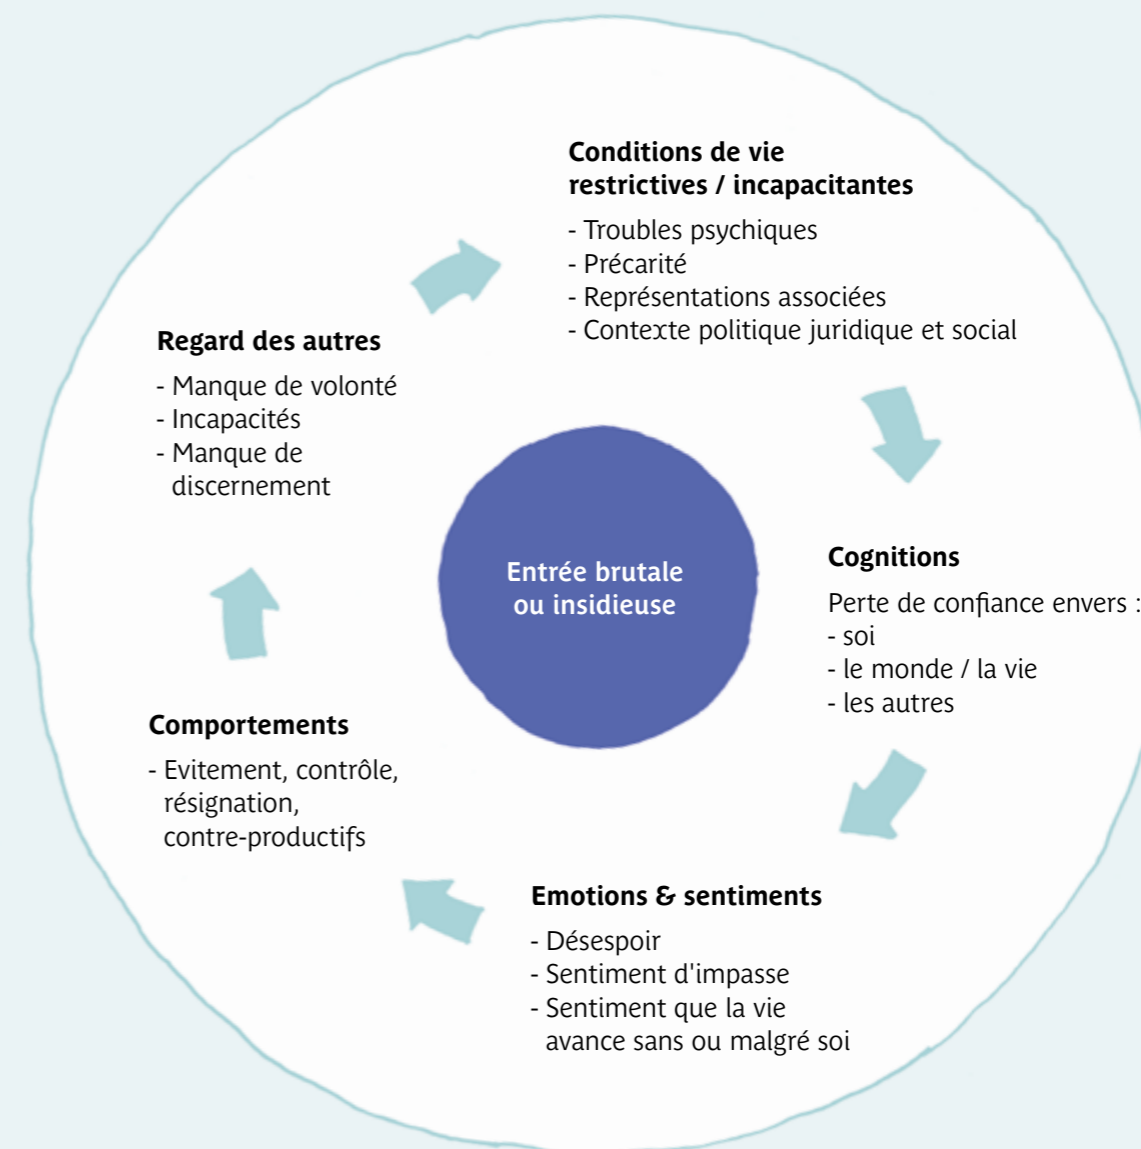 Conditions de vie
restrictives / incapacitantes
- Troubles psychiques
- Précarité
- Représentations associées
- Contexte politique juridique et social
Cognitions
Perte de confiance envers :
- soi
- le monde / la vie
- les autres
Emotions & sentiments
- Désespoir
- Sentiment d'impasse
- Sentiment que la vie
avance sans ou malgré soi
Comportements
- Evitement, contrôle,
résignation,
contre-productifs
Regard des autres
- Manque de volonté
- Incapacités
- Manque de
discernement
Entrée brutale
ou insidieuse